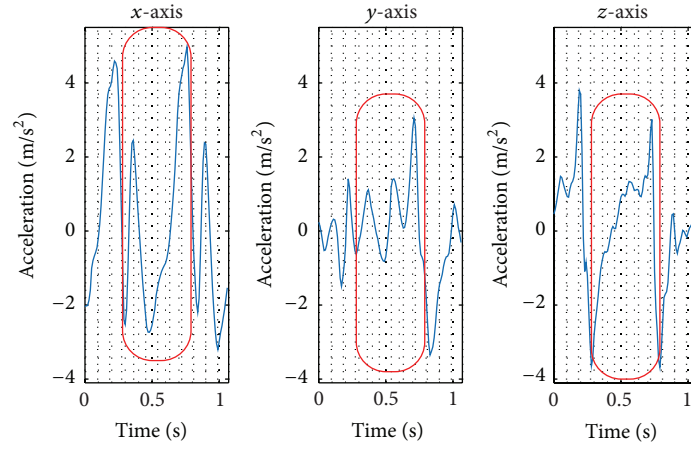 x-axis
y-axis
z-axis
Acceleration (m/s²)
4
2
0
−2
−4
0
0.5
1
Time (s)
Acceleration (m/s²)
4
2
0
−2
−4
0
0.5
1
Time (s)
Acceleration (m/s²)
4
2
0
−2
−4
0
0.5
1
Time (s)